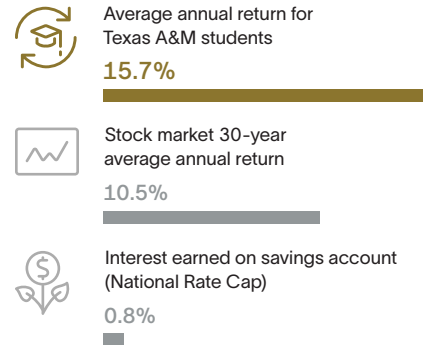 Average annual return for
Texas A&M students
15.7%
Stock market 30-year
average annual return
10.5%
Interest earned on savings account
(National Rate Cap)
0.8%